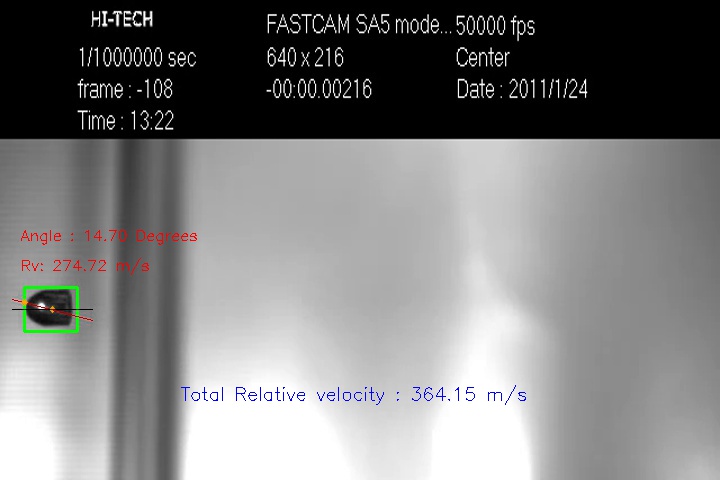 HI-TECH FASTCAM SA5 mode... 50000 fps
1/1000000 sec 640 x 216 Center
frame : -108 -00:00.00216 Date : 2011/1/24
Time : 13:22
Angle : 14.70 Degrees
Rv: 274.72 m/s
Total Relative velocity : 364.15 m/s